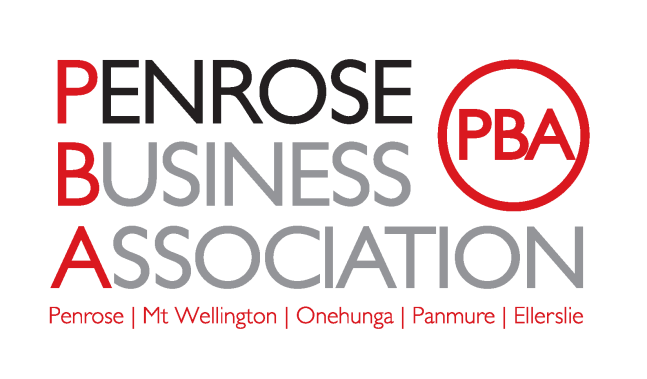 PENROSE
PBA
BUSINESS
ASSOCIATION
Penrose | Mt Wellington | Onehunga | Panmure | Ellerslie